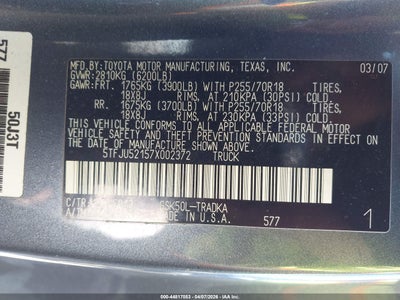 MFD.BY:TOYOTA MOTOR MANUFACTURING, TEXAS, INC. 03/07
GVWR:2810KG (6200LB)
GAWR:FRT. 1765KG (3900LB) WITH P255/70R18 TIRES,
18X8J RIMS, AT 210KPA (30PSI) COLD
RR. 1675KG (3700LB) WITH P255/70R18 TIRES,
18X8J RIMS, AT 230KPA (33PSI) COLD
THIS VEHICLE CONFORMS TO ALL APPLICABLE FEDERAL MOTOR
VEHICLE SAFETY, BUMPER, AND THEFT PREVENTION STANDARDS
IN EFFECT ON THE DATE OF MANUFACTURE SHOWN ABOVE.
5TFJU52157X002372 TRUCK
C/TR
A/TM MADE IN U.S.A.
577 1
577
50J3T
000-44817053 04/07/2026 IAA